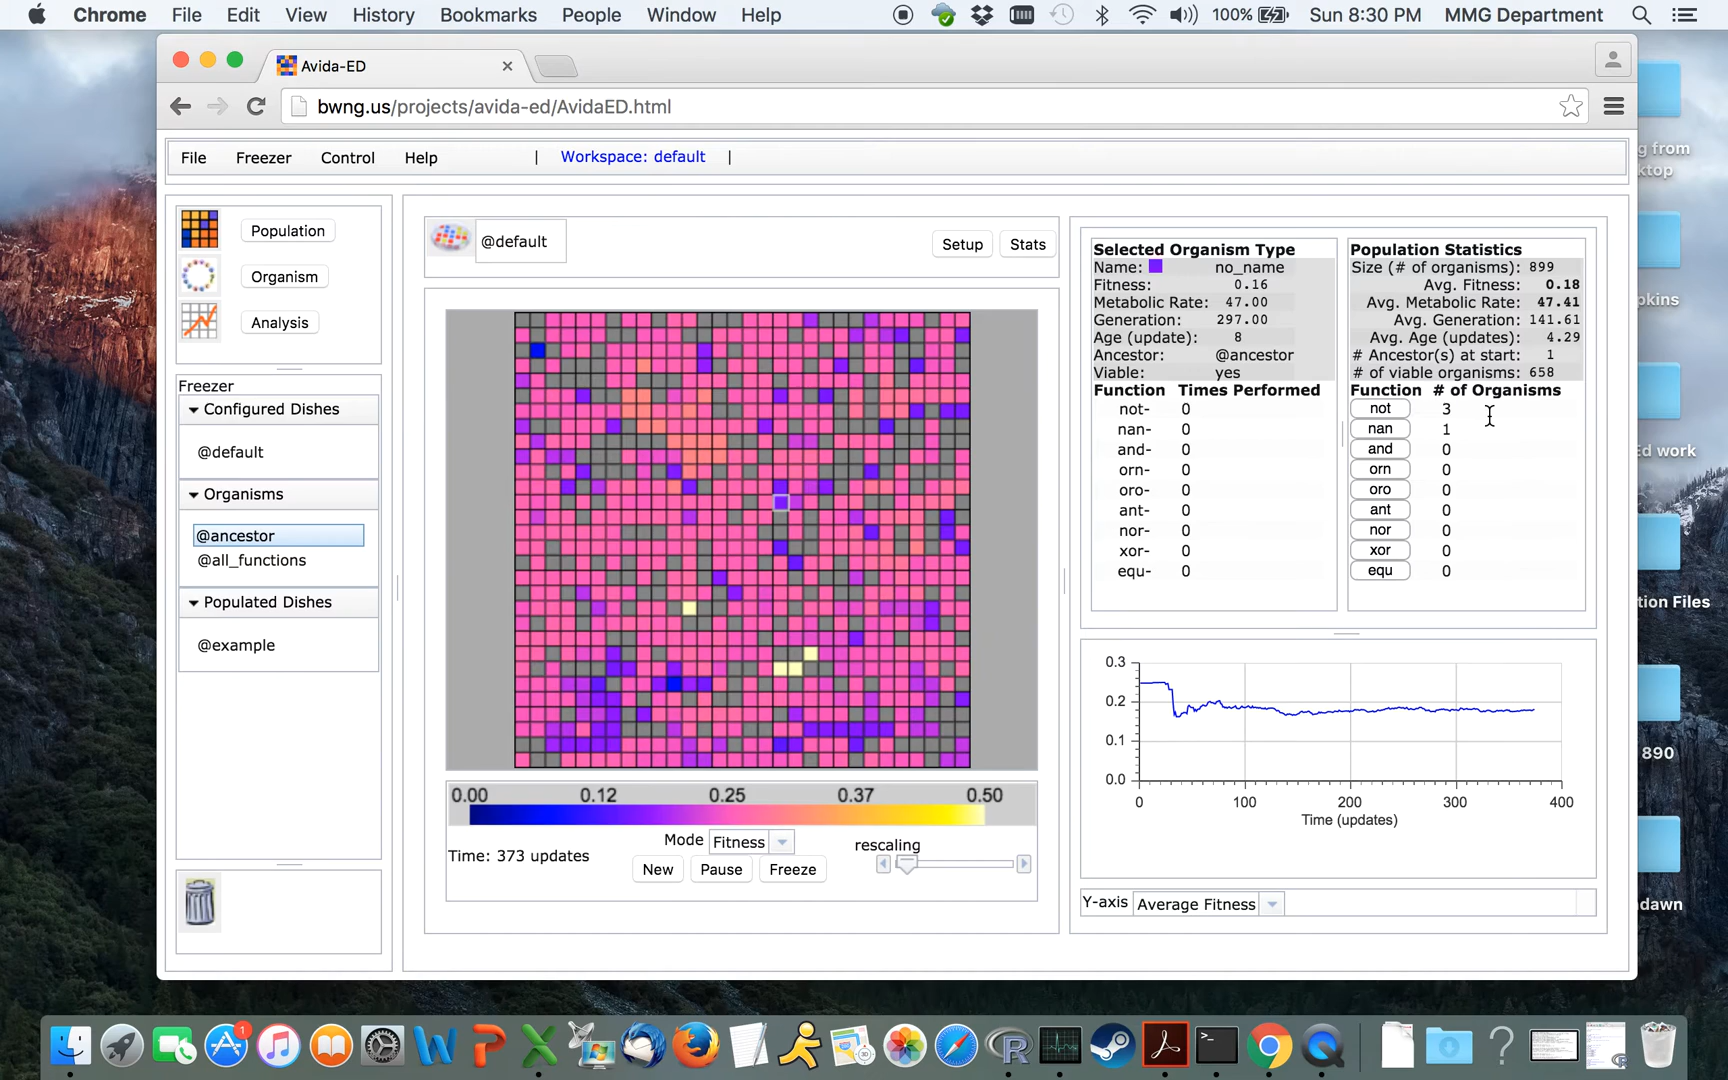 Chrome File Edit View History Bookmarks People Window Help 100% Sun 8:30 PM MMG Department
Avida-ED
bwng.us/projects/avida-ed/AvidaED.html
File Freezer Control Help | Workspace: default |
Population
Organism
Analysis
Freezer
Configured Dishes
@default
Organisms
@ancestor
@all_functions
Populated Dishes
@example
@default
Setup Stats
0.00 0.12 0.25 0.37 0.50
Mode Fitness
rescaling
Time: 373 updates
New Pause Freeze
Selected Organism Type
Name: no_name
Fitness: 0.16
Metabolic Rate: 47.00
Generation: 297.00
Age (update): 8
Ancestor: @ancestor
Viable: yes
Function Times Performed
not- 0
nan- 0
and- 0
orn- 0
oro- 0
ant- 0
nor- 0
xor- 0
equ- 0
Population Statistics
Size (# of organisms): 899
Avg. Fitness: 0.18
Avg. Metabolic Rate: 47.41
Avg. Generation: 141.61
Avg. Age (updates): 4.29
# Ancestor(s) at start: 1
# of viable organisms: 658
Function # of Organisms
not 3
nan 1
and 0
orn 0
oro 0
ant 0
nor 0
xor 0
equ 0
0.3
0.2
0.1
0.0
0 100 200 300 400
Time (updates)
Y-axis Average Fitness
g from
ktop
pkins
Ed work
tion Files
890
dawn
1